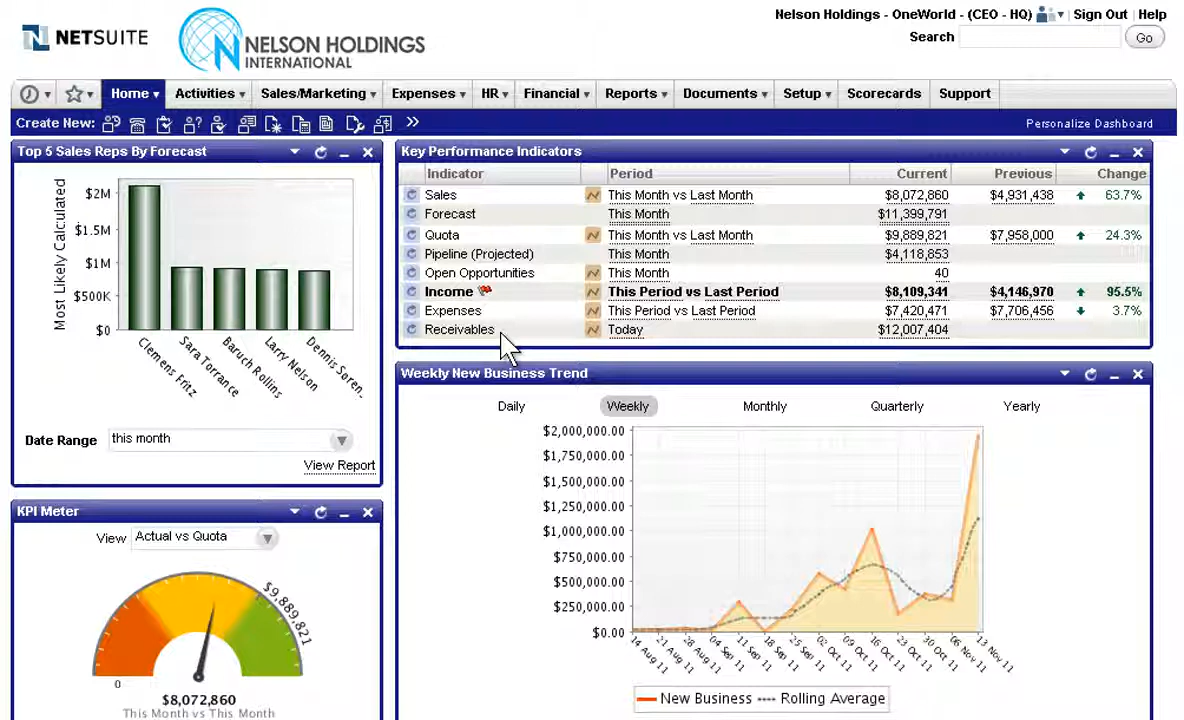 Nelson Holdings - OneWorld - (CEO - HQ) Sign Out Help
NETSUITE
NELSON HOLDINGS
INTERNATIONAL
Search Go
Home Activities Sales/Marketing Expenses HR Financial Reports Documents Setup Scorecards Support
Create New: Personalize Dashboard
Top 5 Sales Reps By Forecast
Most Likely Calculated
$2M
$1.5M
$1M
$500K
$0
Clemens Fritz
Sara Torrance
Baruch Rollins
Larry Nelson
Dennis Soren..
Date Range this month
View Report
KPI Meter
View Actual vs Quota
$9,889,821
0
$8,072,860
This Month vs This Month
Key Performance Indicators
Indicator Period Current Previous Change
Sales This Month vs Last Month $8,072,860 $4,931,438 63.7%
Forecast This Month $11,399,791
Quota This Month vs Last Month $9,889,821 $7,958,000 24.3%
Pipeline (Projected) This Month $4,118,853
Open Opportunities This Month 40
Income This Period vs Last Period $8,109,341 $4,146,970 95.5%
Expenses This Period vs Last Period $7,420,471 $7,706,456 3.7%
Receivables Today $12,007,404
Weekly New Business Trend
Daily Weekly Monthly Quarterly Yearly
$2,000,000.00
$1,750,000.00
$1,500,000.00
$1,250,000.00
$1,000,000.00
$750,000.00
$500,000.00
$250,000.00
$0.00
14 Aug 11
21 Aug 11
28 Aug 11
04 Sep 11
11 Sep 11
18 Sep 11
25 Sep 11
02 Oct 11
09 Oct 11
16 Oct 11
23 Oct 11
30 Oct 11
06 Nov 11
13 Nov 11
New Business Rolling Average